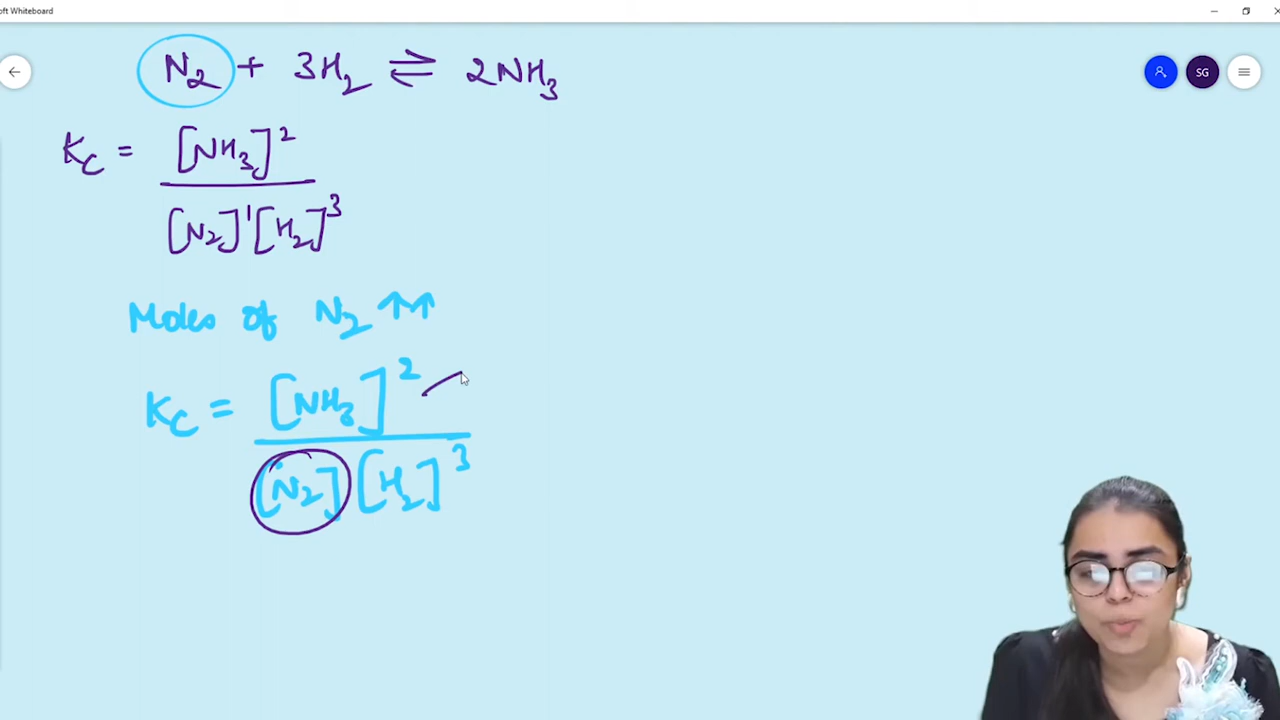 oft Whiteboard
N₂ + 3H₂ ⇌ 2NH₃
SG
Kc = [NH₃]²
[N₂]¹[H₂]³
Moles of N₂ ↑↑↑
Kc = [NH₃]²
[N₂] [H₂]³